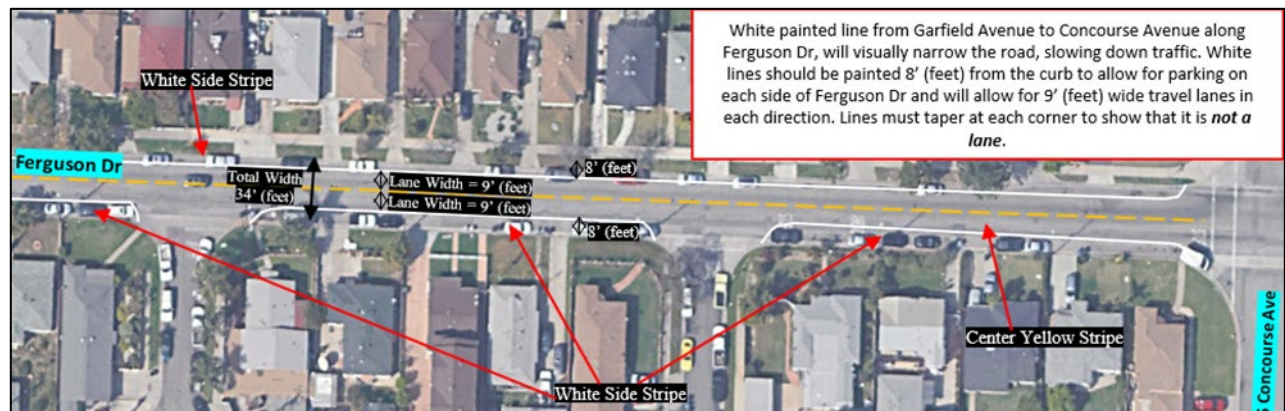 White painted line from Garfield Avenue to Concourse Avenue along
Ferguson Dr, will visually narrow the road, slowing down traffic. White
lines should be painted 8’ (feet) from the curb to allow for parking on
each side of Ferguson Dr and will allow for 9’ (feet) wide travel lanes in
each direction. Lines must taper at each corner to show that it is not a
lane.
White Side Stripe
Ferguson Dr
Total Width
34’ (feet)
Lane Width = 9’ (feet)
Lane Width = 9’ (feet)
8’ (feet)
8’ (feet)
Center Yellow Stripe
White Side Stripe
Concourse Ave